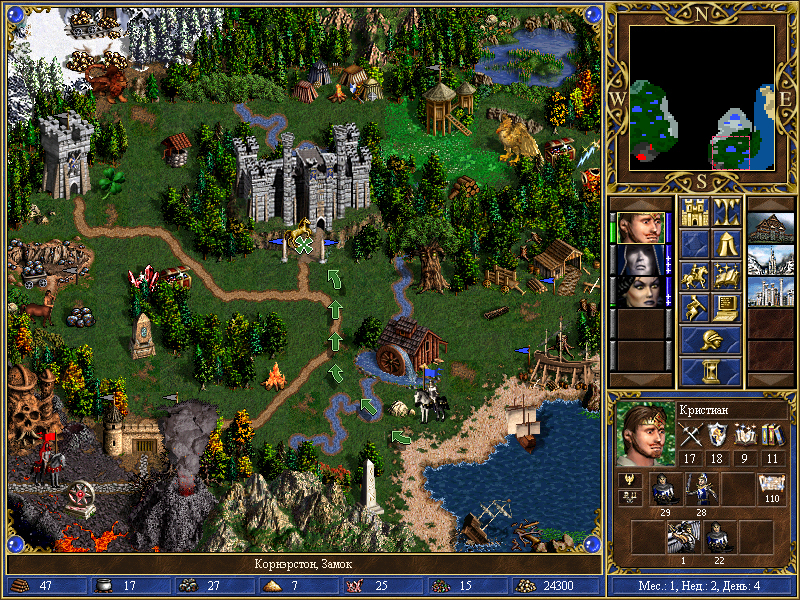 N
W
E
S
Кристиан
17 18 9 11
110
29 28
1 22
Корнэрстон, Замок
47 17 27 7 25 15 24300 Мес.: 1, Нед.: 2, День: 4